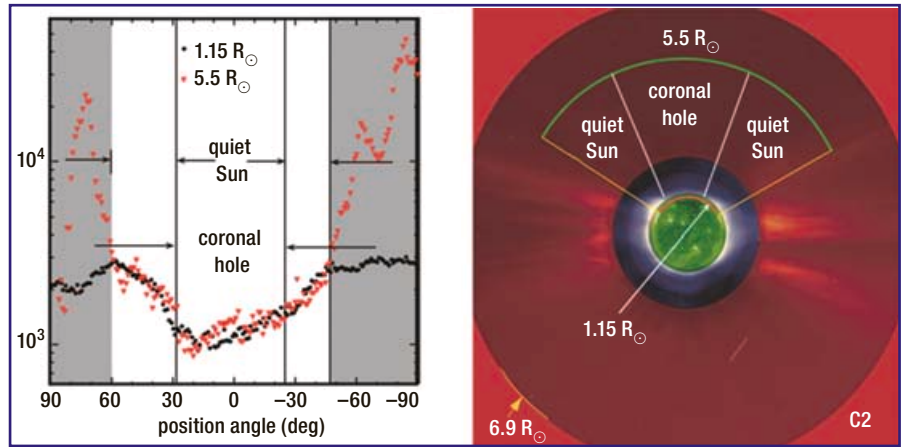 1.15 R☉
5.5 R☉
10⁴
10³
quiet
Sun
coronal
hole
90
60
30
0
−30
−60
−90
position angle (deg)
5.5 R☉
coronal
hole
quiet
Sun
quiet
Sun
1.15 R☉
6.9 R☉
C2